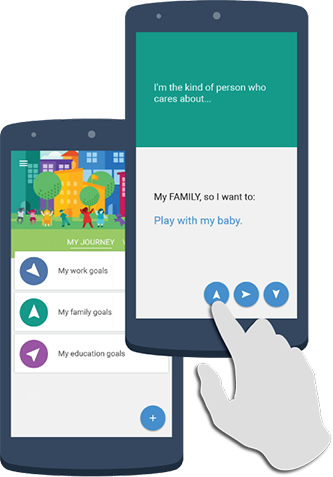 I'm the kind of person who
cares about...
My FAMILY, so I want to:
Play with my baby.
MY JOURNEY
My work goals
My family goals
My education goals